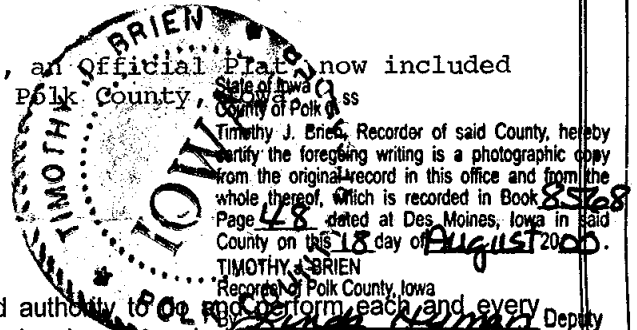 , an Official Plat, now included
Polk County, Iowa
State of Iowa
County of Polk ss
Timothy J. Brien, Recorder of said County, hereby
certify the foregoing writing is a photographic copy
from the original record in this office and from the
whole thereof, which is recorded in Book 8568
Page 48 dated at Des Moines, Iowa in said
County on this 18 day of August 2000.
TIMOTHY J. BRIEN
Recorder of Polk County, Iowa
d authority to do and perform each and every
By Deputy
TIMOTHY J BRIEN
IOWA
POLK COUNTY